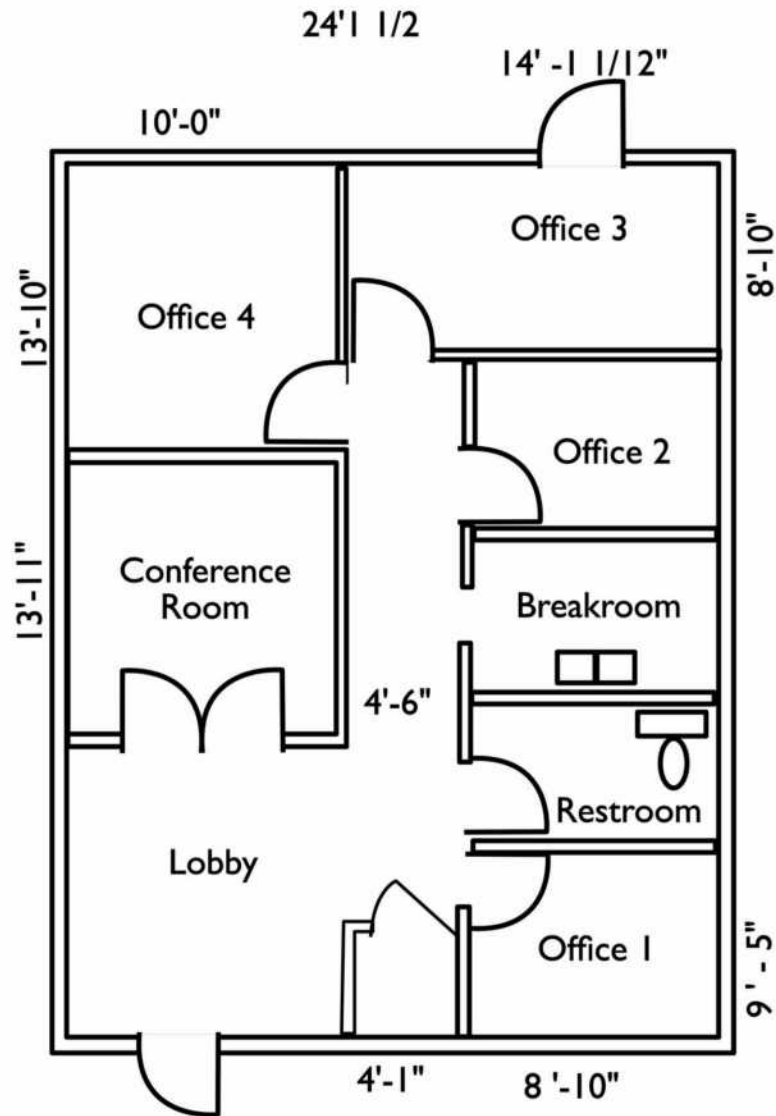 24'1 1/2
14' -1 1/12"
10'-0"
Office 3
8'-10"
Office 4
13'-10"
Office 2
Conference
Room
13'-11"
Breakroom
4'-6"
Restroom
Lobby
Office 1
9 ' - 5"
4'-1"
8 '-10"